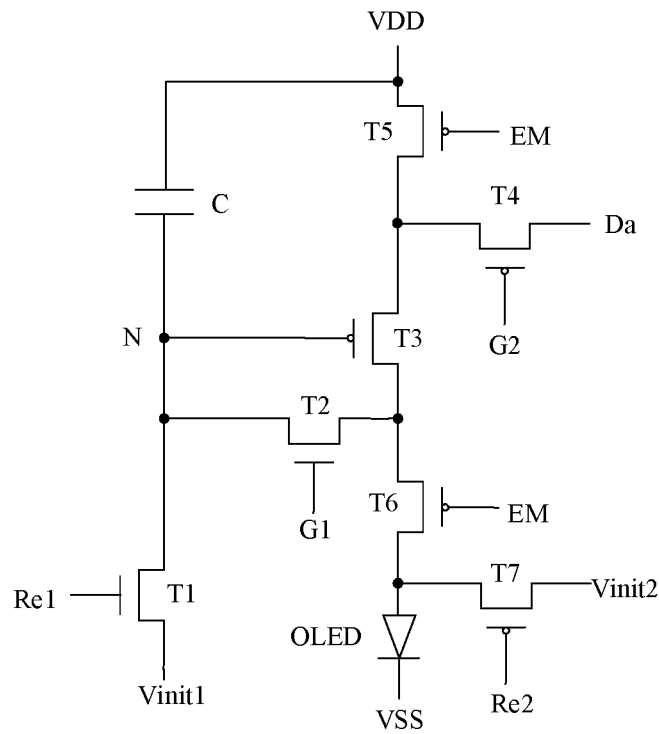 VDD
T5
EM
C
T4
Da
N
T3
G2
T2
T6
EM
G1
T7
Re1
T1
Vinit2
OLED
Vinit1
VSS
Re2